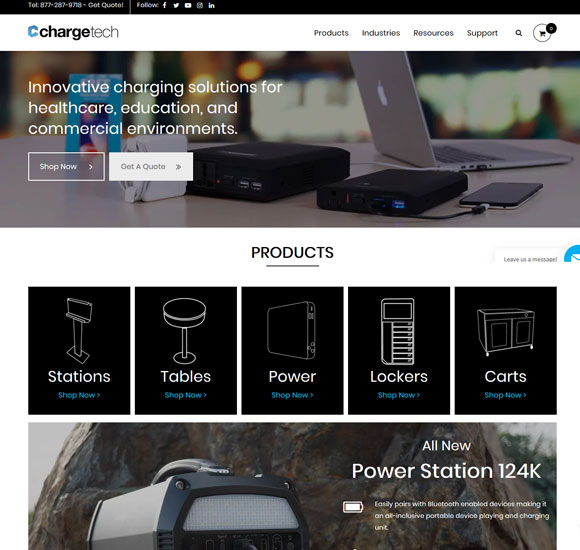 Tel: 877-287-9718 - Get Quote! Follow:
chargetech
Products Industries Resources Support
0
Innovative charging solutions for
healthcare, education, and
commercial environments.
Shop Now > Get A Quote »
PRODUCTS
Leave us a message!
Stations Tables Power Lockers Carts
Shop Now > Shop Now > Shop Now > Shop Now > Shop Now >
All New
Power Station 124K
Easily pairs with Bluetooth enabled devices making it
an all-inclusive portable device playing and charging
unit.